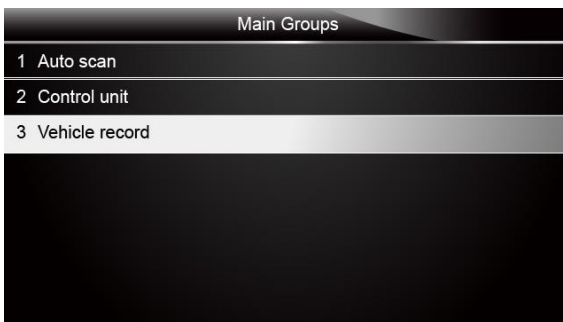 Main Groups
1 Auto scan
2 Control unit
3 Vehicle record